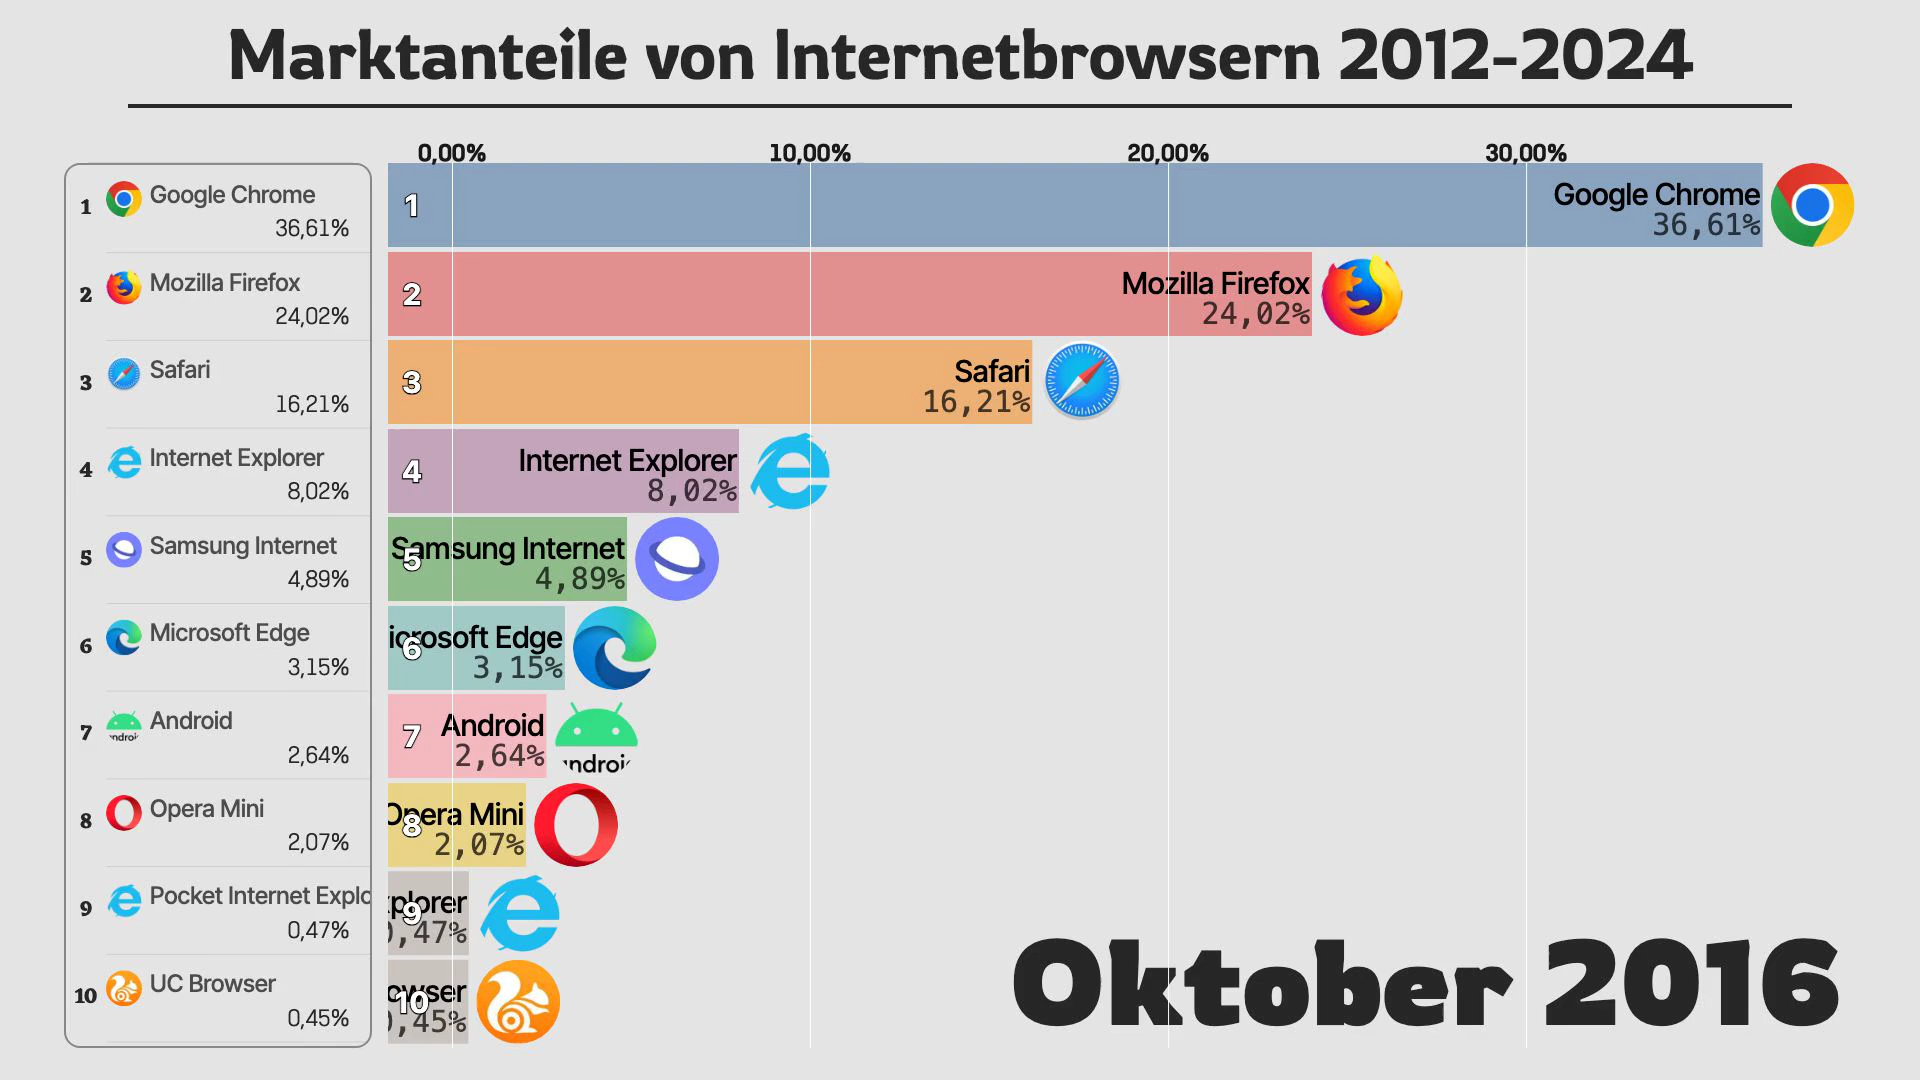 Marktanteile von Internetbrowsern 2012-2024
0,00% 10,00% 20,00% 30,00%
1 Google Chrome
36,61%
2 Mozilla Firefox
24,02%
3 Safari
16,21%
4 Internet Explorer
8,02%
5 Samsung Internet
4,89%
6 Microsoft Edge
3,15%
7 Android
2,64%
8 Opera Mini
2,07%
9 Pocket Internet Explo
0,47%
10 UC Browser
0,45%
1 Google Chrome
36,61%
2 Mozilla Firefox
24,02%
3 Safari
16,21%
4 Internet Explorer
8,02%
5 Samsung Internet
4,89%
6 icrosoft Edge
3,15%
7 Android
2,64%
ndroi
8 Opera Mini
2,07%
9 xplorer
0,47%
10 owser
0,45%
Oktober 2016